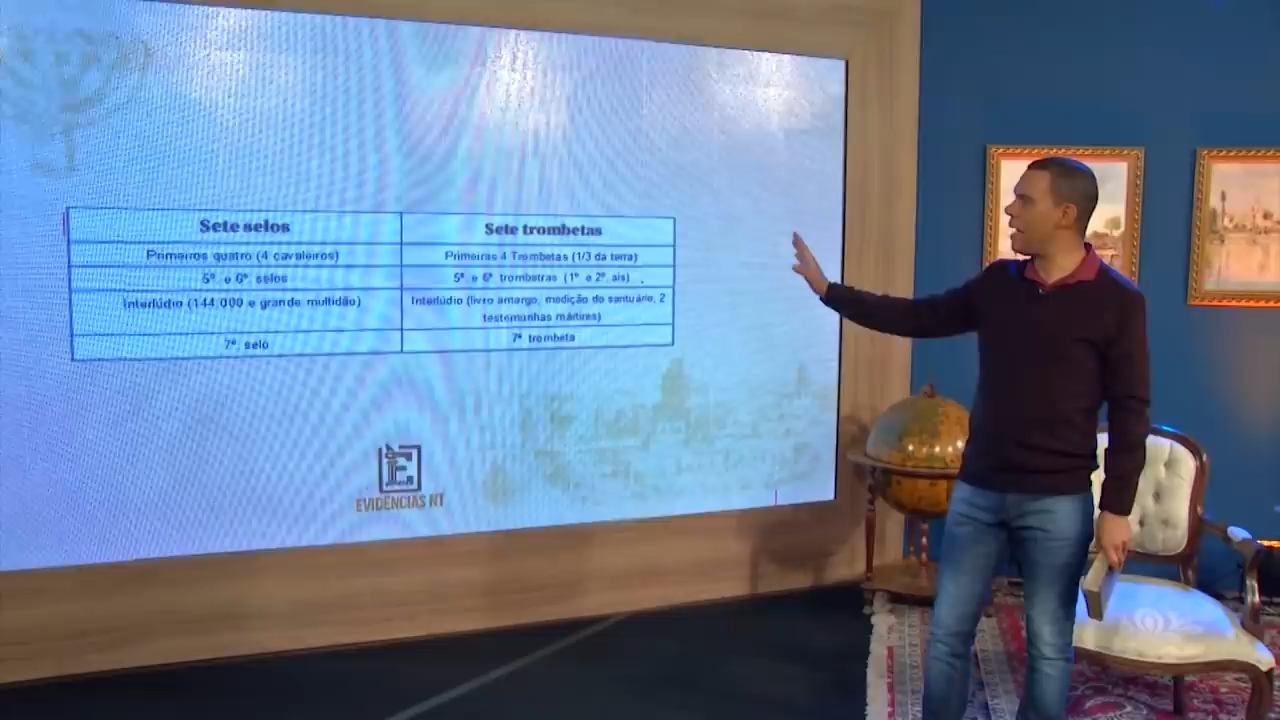 Sete selos
Sete trombetas
Primeiros quatro (4 cavaleiros)
Primeiras 4 Trombetas (1/3 da terra)
5º. e 6º selos
5ª e 6ª trombetras (1º e 2º. ais)
Interlúdio (144.000 e grande multidão)
Interlúdio (livro amargo, medição do santuário, 2
testemunhas mártires)
7º. selo
7ª trombeta
EVIDÊNCIAS NT